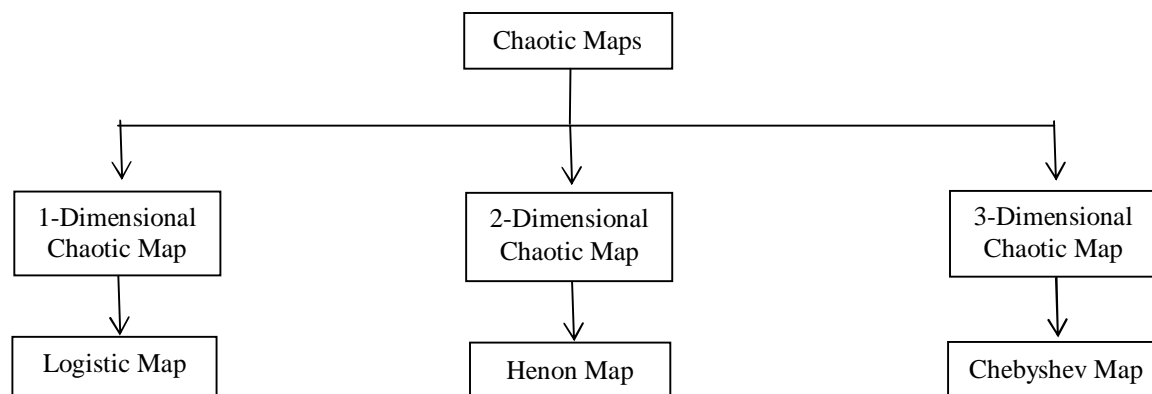 Chaotic Maps
1-Dimensional
Chaotic Map
2-Dimensional
Chaotic Map
3-Dimensional
Chaotic Map
Logistic Map
Henon Map
Chebyshev Map